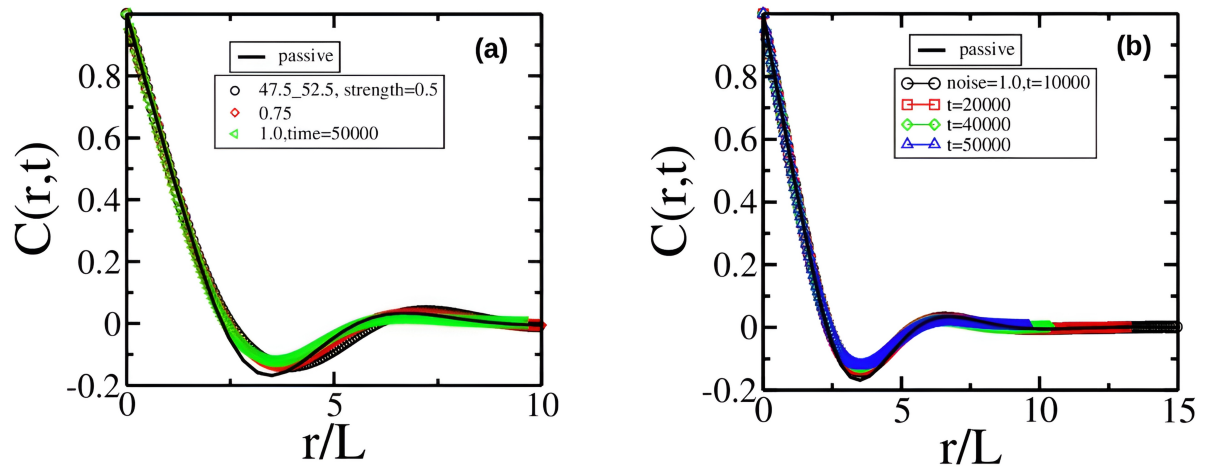 (a)
passive
47.5_52.5, strength=0.5
0.75
1.0,time=50000
C(r,t)
0.8
0.6
0.4
0.2
0
-0.2
0
5
10
r/L
(b)
passive
noise=1.0,t=10000
t=20000
t=40000
t=50000
C(r,t)
0.8
0.6
0.4
0.2
0
-0.2
0
5
10
15
r/L